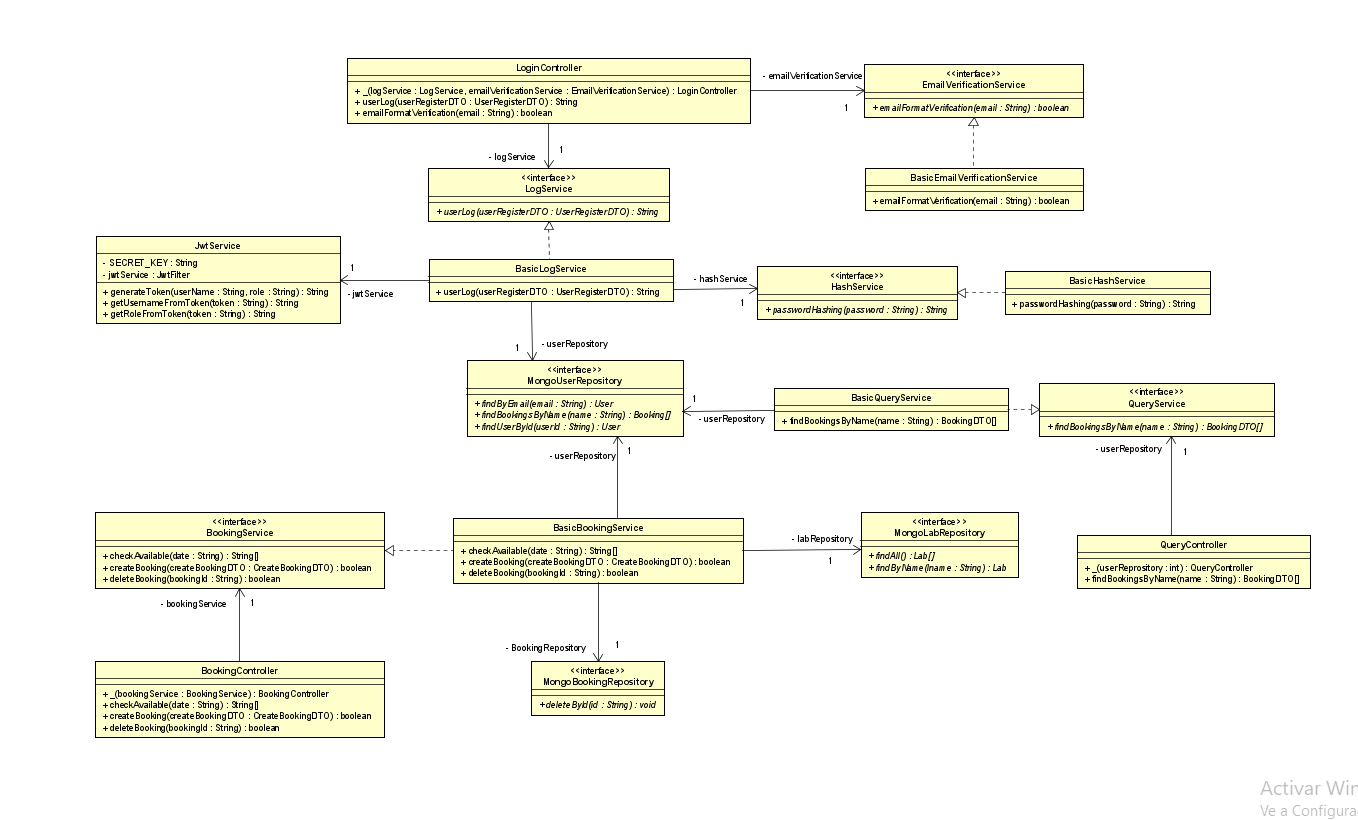 LoginController
+ _(logService : LogService, emailVerificationService : EmailVerificationService) : LoginController
+ userLog(userRegisterDTO : UserRegisterDTO) : String
+ emailFormatVerification(email : String) : boolean
- emailVerificationService
1
<<interface>>
EmailVerificationService
+ emailFormatVerification(email : String) : boolean
- logService
1
<<interface>>
LogService
+ userLog(userRegisterDTO : UserRegisterDTO) : String
BasicEmailVerificationService
+ emailFormatVerification(email : String) : boolean
JwtService
- SECRET_KEY : String
- jwtService : JwtFilter
+ generateToken(userName : String, role : String) : String
+ getUsernameFromToken(token : String) : String
+ getRoleFromToken(token : String) : String
1
- jwtService
BasicLogService
+ userLog(userRegisterDTO : UserRegisterDTO) : String
- hashService
1
<<interface>>
HashService
+ passwordHashing(password : String) : String
BasicHashService
+ passwordHashing(password : String) : String
1
- userRepository
<<interface>>
MongoUserRepository
+ findByEmail(email : String) : User
+ findBookingsByName(name : String) : Booking[]
+ findUserById(userId : String) : User
1
- userRepository
BasicQueryService
+ findBookingsByName(name : String) : BookingDTO[]
<<interface>>
QueryService
+ findBookingsByName(name : String) : BookingDTO[]
- userRepository
1
- userRepository
1
<<interface>>
BookingService
+ checkAvailable(date : String) : String[]
+ createBooking(createBookingDTO : CreateBookingDTO) : boolean
+ deleteBooking(bookingId : String) : boolean
BasicBookingService
+ checkAvailable(date : String) : String[]
+ createBooking(createBookingDTO : CreateBookingDTO) : boolean
+ deleteBooking(bookingId : String) : boolean
- labRepository
1
<<interface>>
MongoLabRepository
+ findAll() : Lab[]
+ findByName(lname : String) : Lab
QueryController
+ _(userReprository : int) : QueryController
+ findBookingsByName(name : String) : BookingDTO[]
- bookingService
1
- BookingRepository
1
BookingController
+ _(bookingService : BookingService) : BookingController
+ checkAvailable(date : String) : String[]
+ createBooking(createBookingDTO : CreateBookingDTO) : boolean
+ deleteBooking(bookingId : String) : boolean
<<interface>>
MongoBookingRepository
+ deleteById(id : String) : void
Activar Win
Ve a Configura